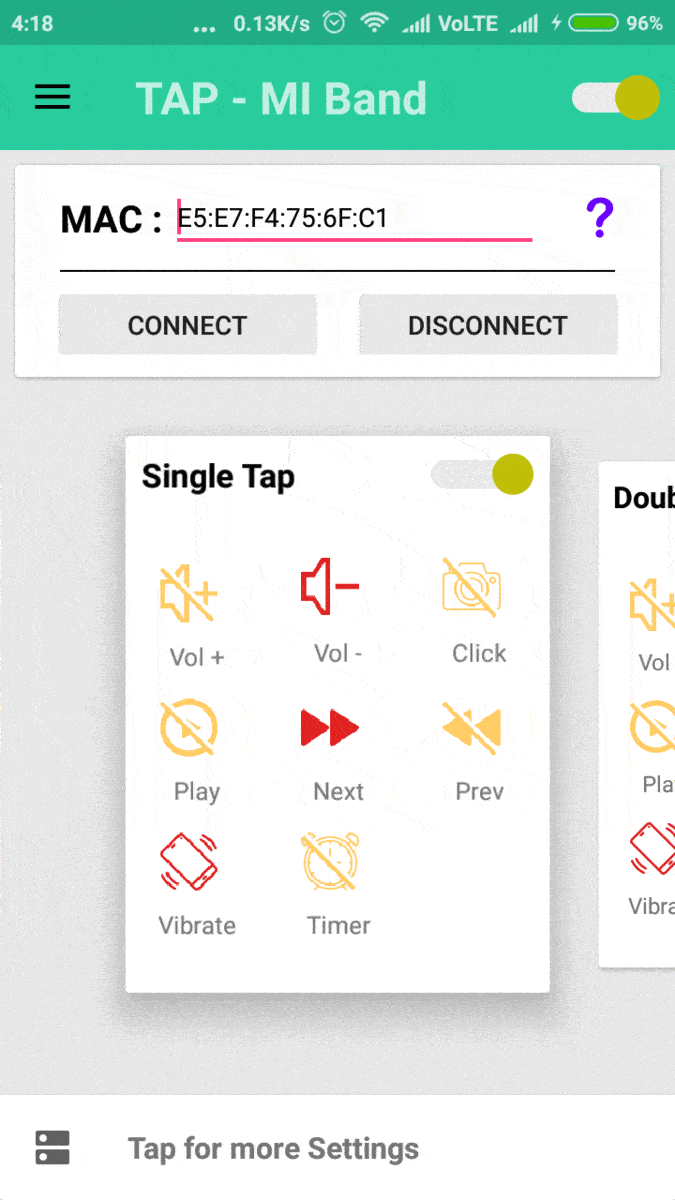 4:18 ... 0.13K/s VoLTE 96%
TAP - MI Band
MAC : E5:E7:F4:75:6F:C1 ?
CONNECT DISCONNECT
Single Tap
Doub
Vol + Vol - Click
Vol
Play Next Prev
Pla
Vibrate Timer
Vibra
Tap for more Settings